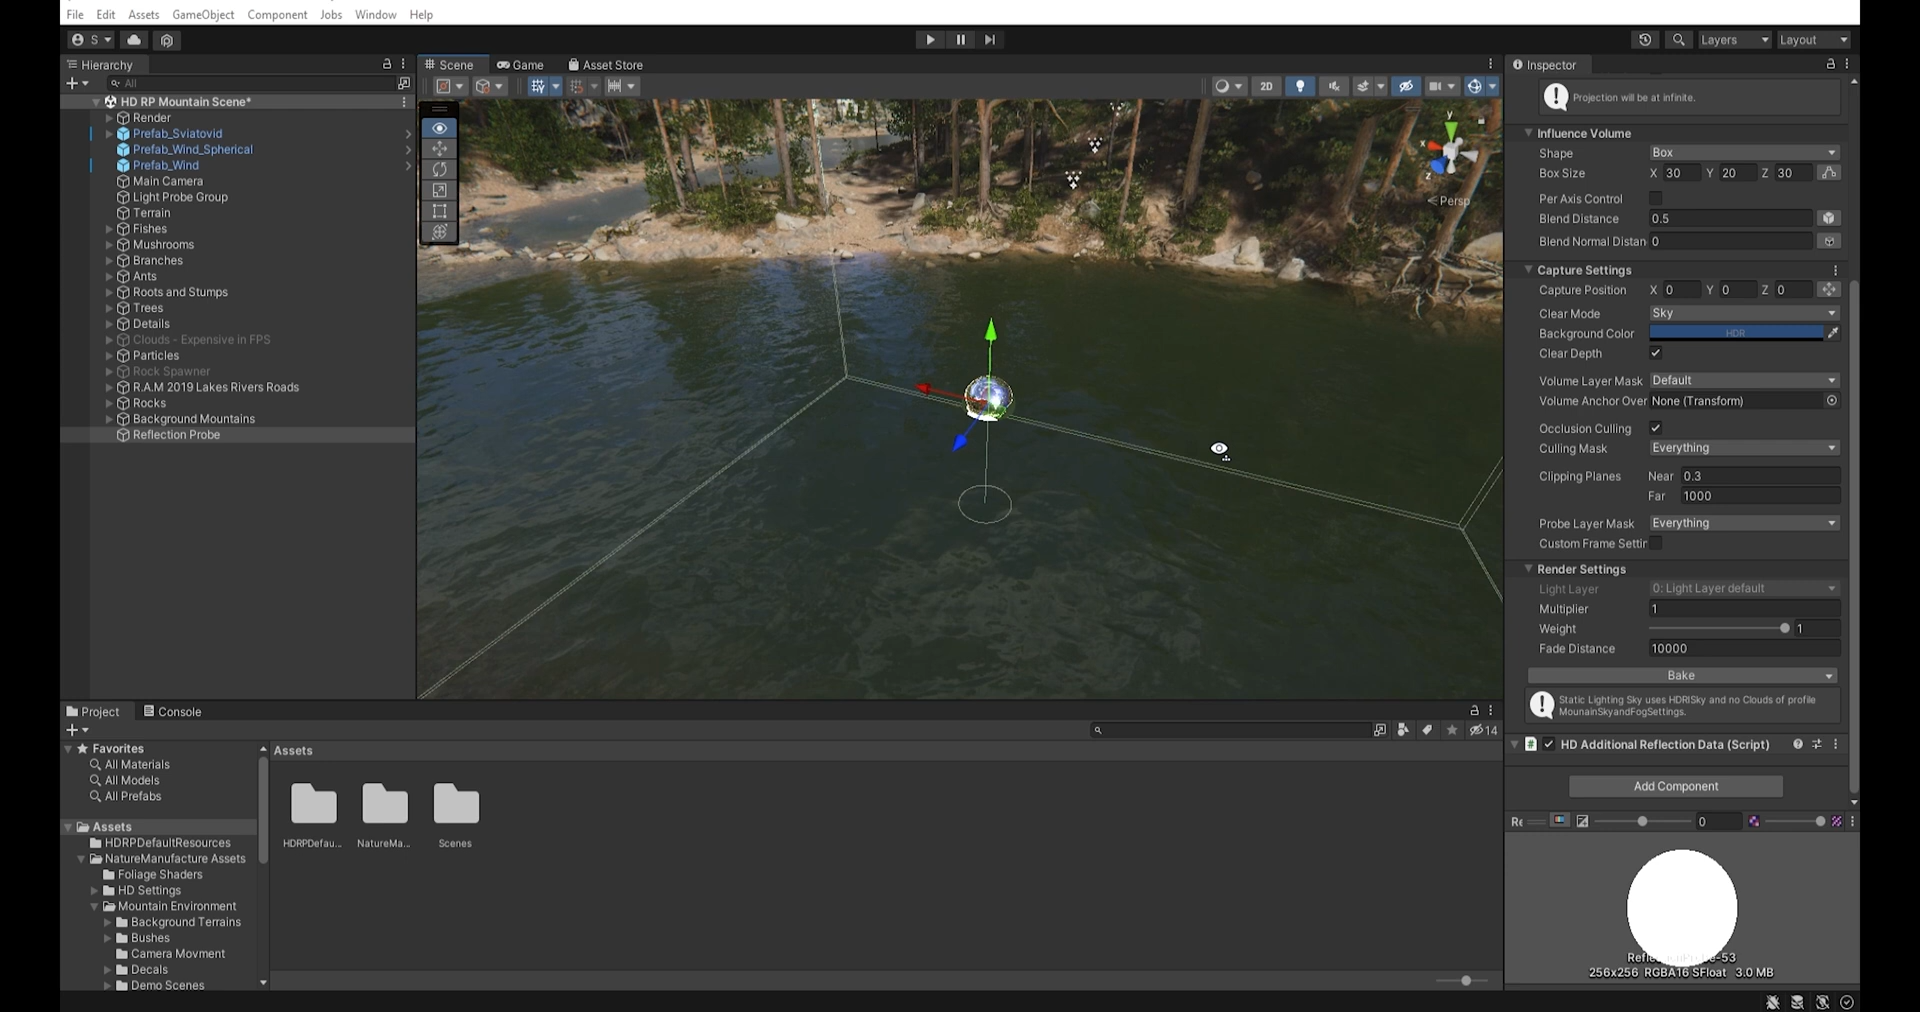 File Edit Assets GameObject Component Jobs Window Help
S
Layers Layout
Hierarchy
All
HD RP Mountain Scene*
Render
Prefab_Sviatovid
Prefab_Wind_Spherical
Prefab_Wind
Main Camera
Light Probe Group
Terrain
Fishes
Mushrooms
Branches
Ants
Roots and Stumps
Trees
Details
Clouds - Expensive in FPS
Particles
Rock Spawner
R.A.M 2019 Lakes Rivers Roads
Rocks
Background Mountains
Reflection Probe
Scene Game Asset Store
2D
y
x
z
Persp
Inspector
Projection will be at infinite.
Influence Volume
Shape Box
Box Size X 30 Y 20 Z 30
Per Axis Control
Blend Distance 0.5
Blend Normal Distan 0
Capture Settings
Capture Position X 0 Y 0 Z 0
Clear Mode Sky
Background Color HDR
Clear Depth
Volume Layer Mask Default
Volume Anchor Over None (Transform)
Occlusion Culling
Culling Mask Everything
Clipping Planes Near 0.3
Far 1000
Probe Layer Mask Everything
Custom Frame Settir
Render Settings
Light Layer 0: Light Layer default
Multiplier 1
Weight 1
Fade Distance 10000
Bake
Static Lighting Sky uses HDRISky and no Clouds of profile
MounainSkyandFogSettings.
HD Additional Reflection Data (Script)
Add Component
Re 0
256x256 RGBA16 SFloat 3.0 MB
Project Console
14
Favorites
All Materials
All Models
All Prefabs
Assets
HDRPDefaultResources
NatureManufacture Assets
Foliage Shaders
HD Settings
Mountain Environment
Background Terrains
Bushes
Camera Movment
Decals
Demo Scenes
Assets
HDRPDefau... NatureMa... Scenes